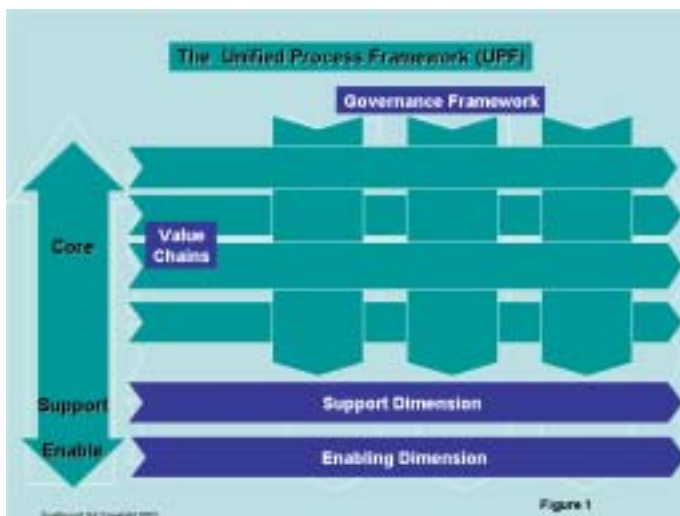 The Unified Process Framework (UPF)
Governance Framework
Core
Value
Chains
Support
Support Dimension
Enable
Enabling Dimension
Figure 1